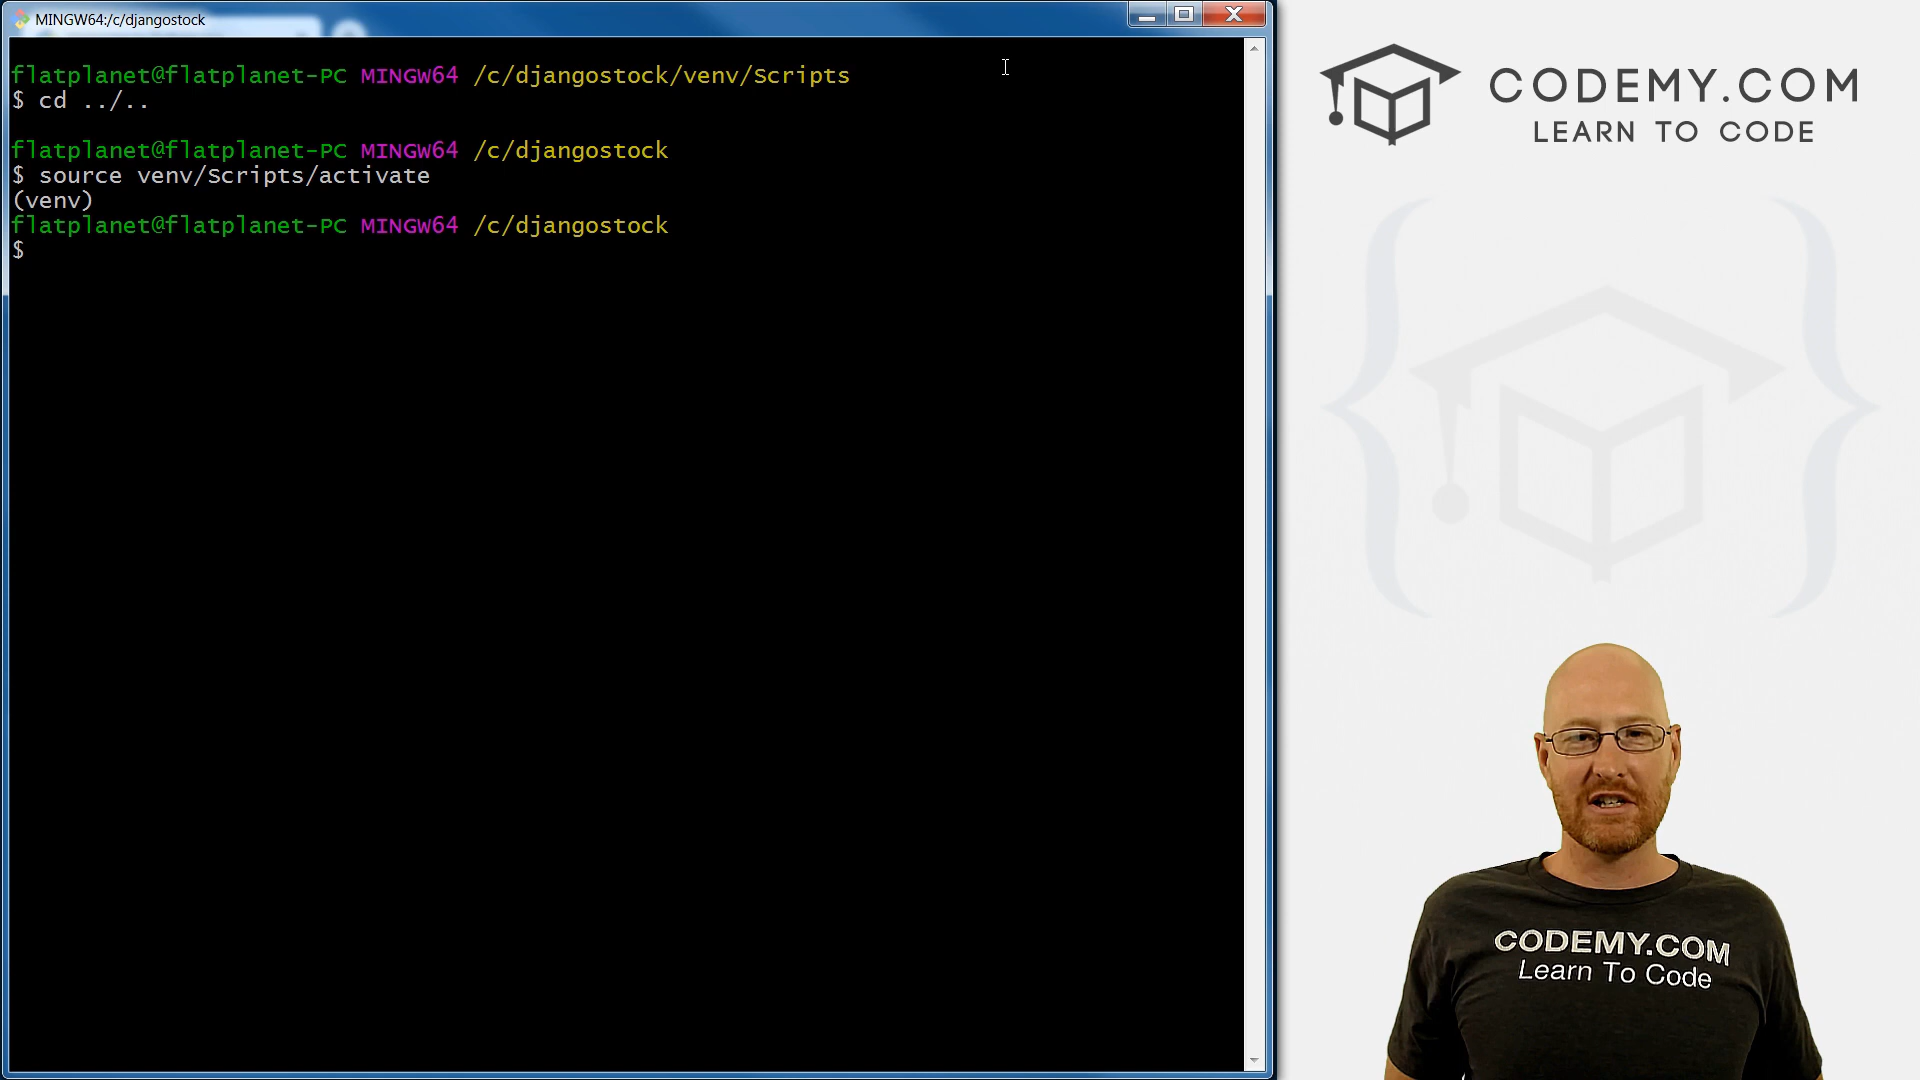 MINGW64:/c/djangostock
flatplanet@flatplanet-PC MINGW64 /c/djangostock/venv/Scripts
$ cd ../..
flatplanet@flatplanet-PC MINGW64 /c/djangostock
$ source venv/Scripts/activate
(venv)
flatplanet@flatplanet-PC MINGW64 /c/djangostock
$
CODEMY.COM
LEARN TO CODE
CODEMY.COM
Learn To Code